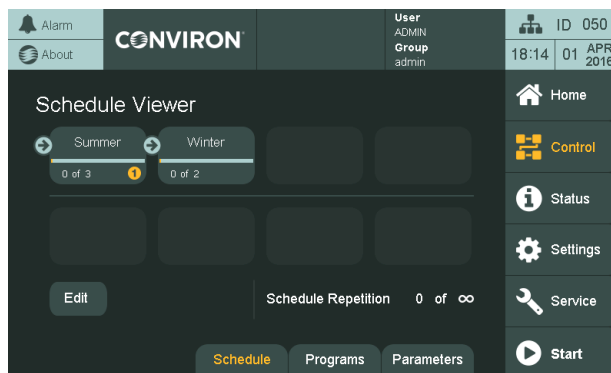 Alarm
About
CONVIRON
User
ADMIN
Group
admin
ID 050
18:14 01 APR 2016
Schedule Viewer
Summer
0 of 3 1
Winter
0 of 2
Edit
Schedule Repetition 0 of ∞
Schedule Programs Parameters
Home
Control
Status
Settings
Service
Start